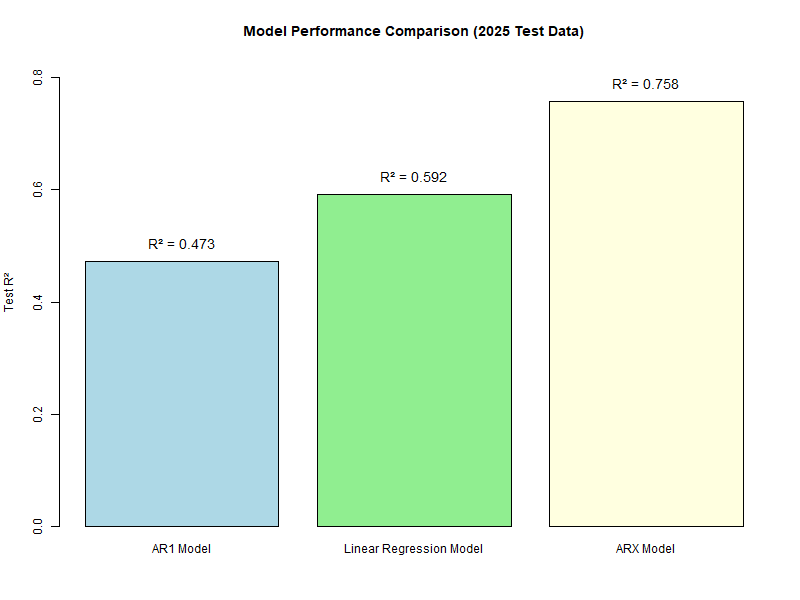 Model Performance Comparison (2025 Test Data)
Test R²
0.8
0.6
0.4
0.2
0.0
R² = 0.473
R² = 0.592
R² = 0.758
AR1 Model
Linear Regression Model
ARX Model